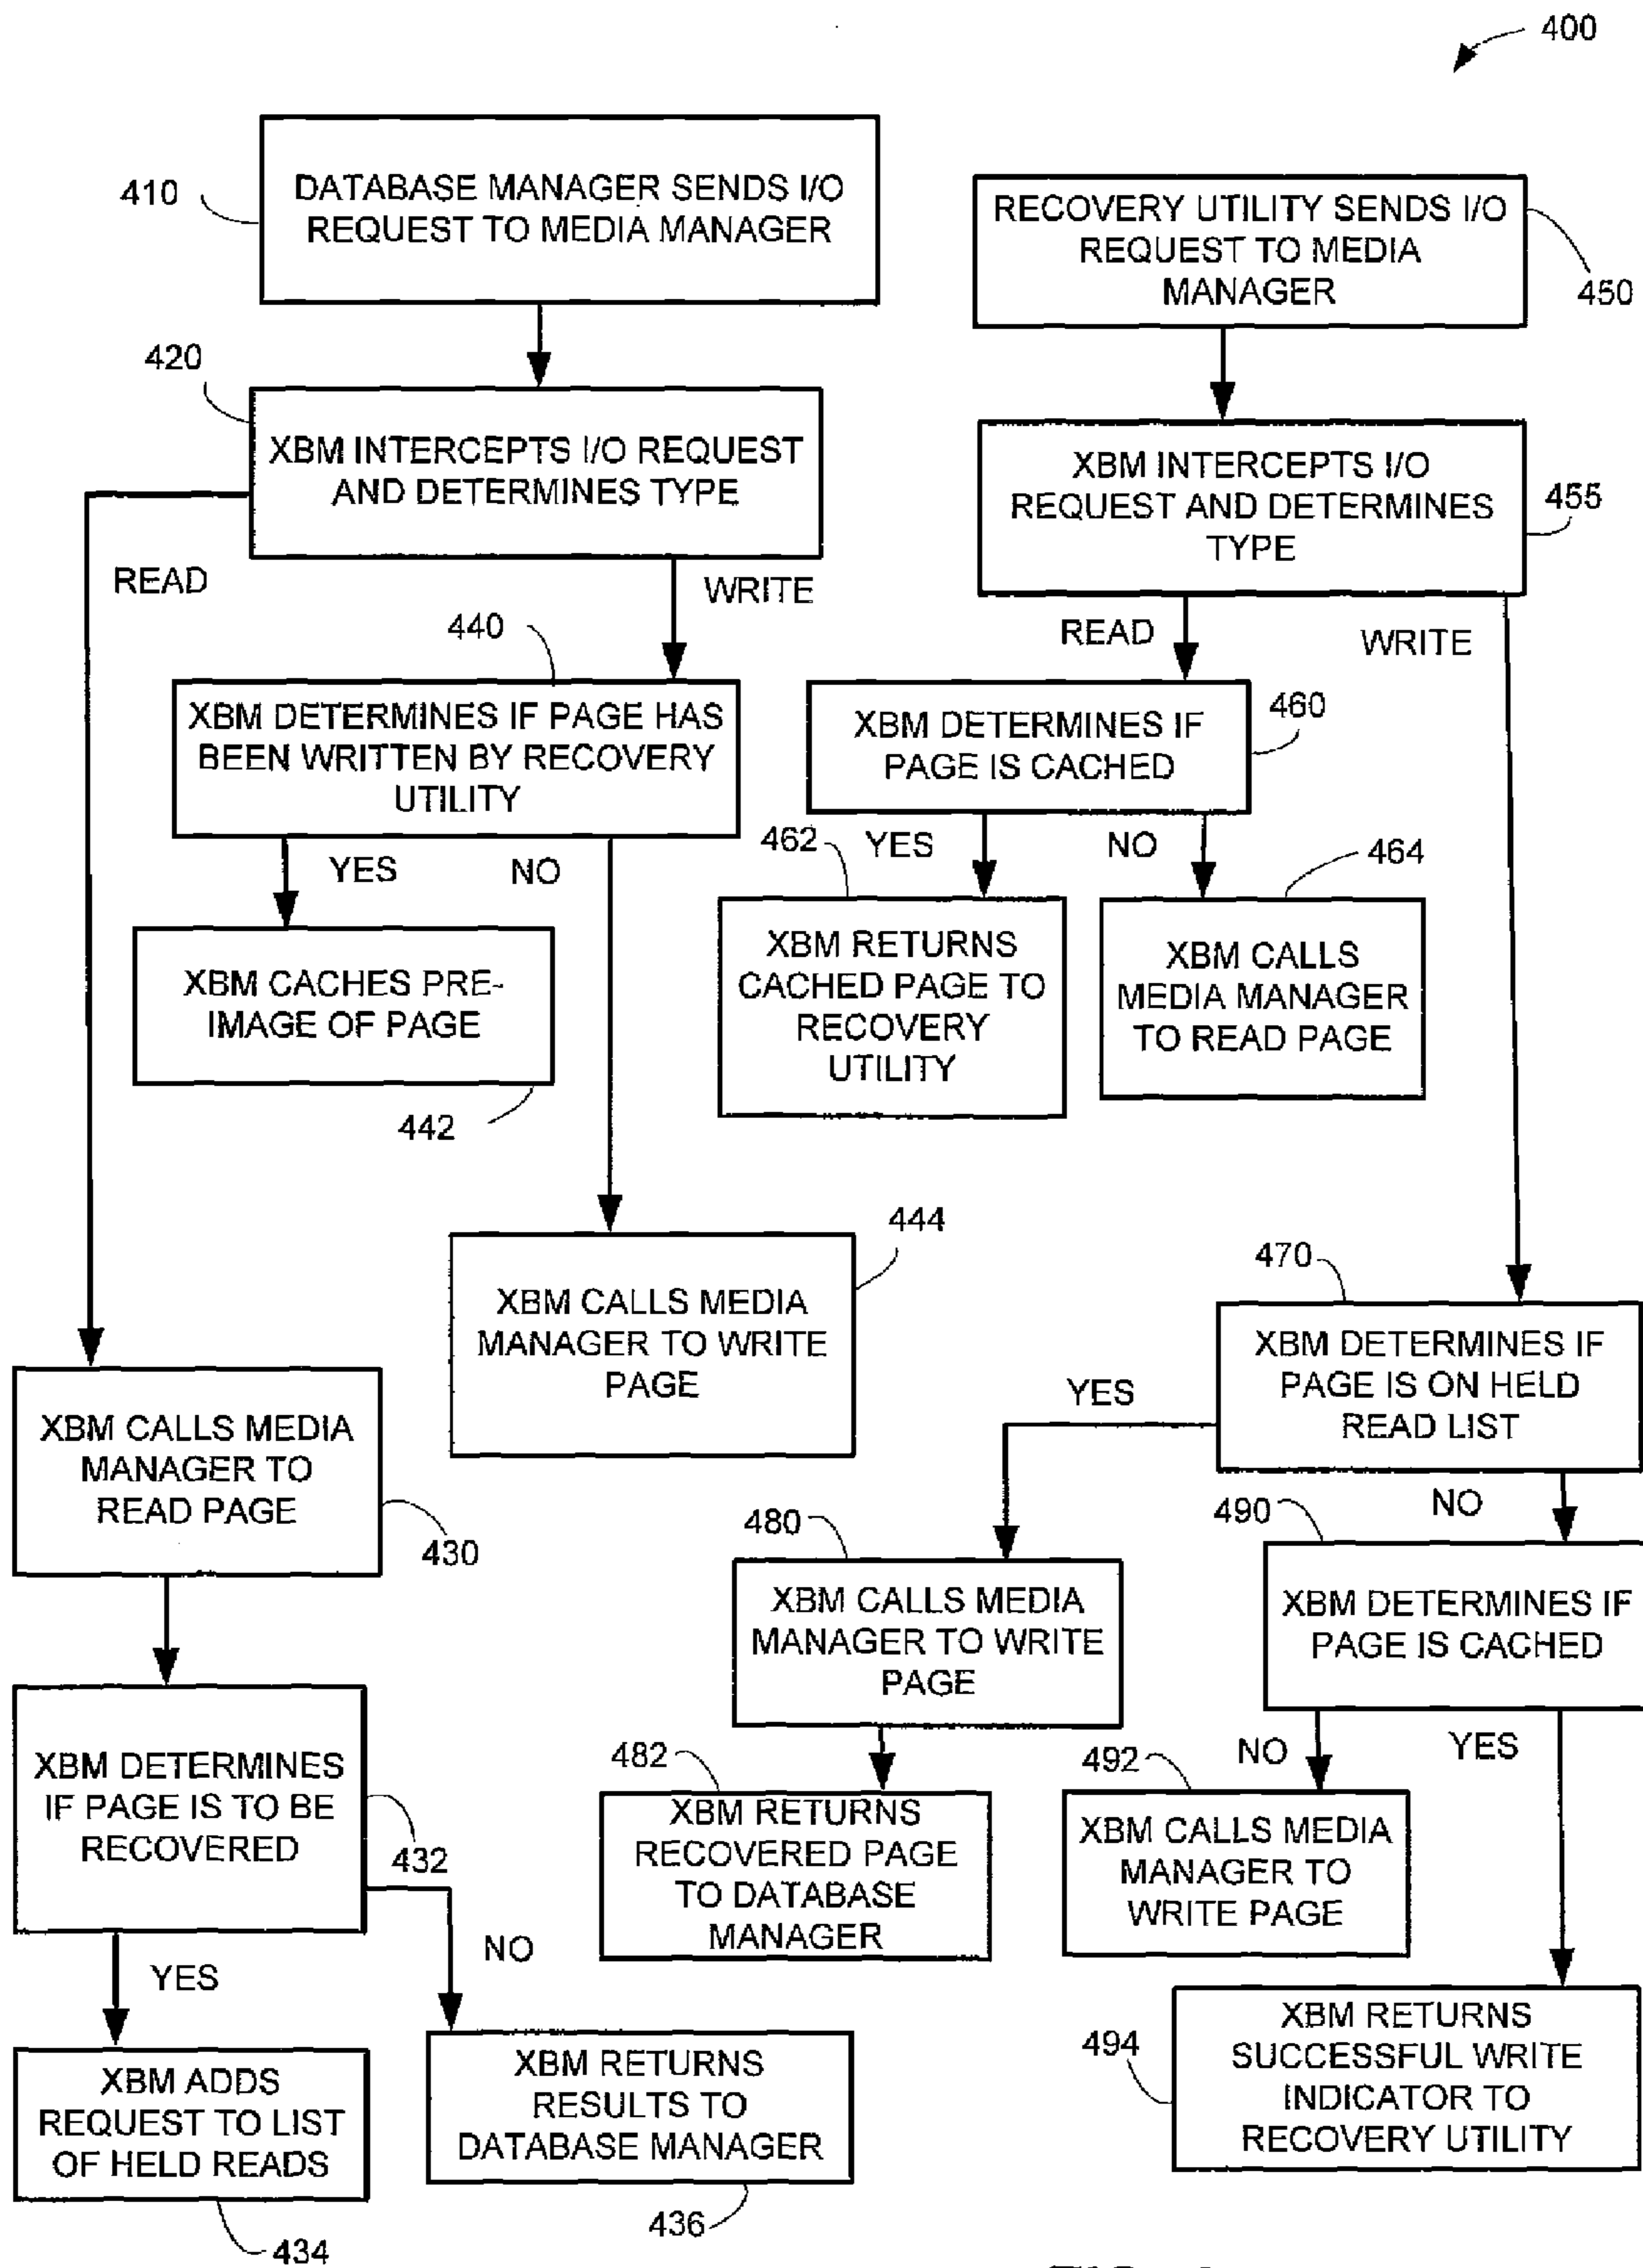 400
410
DATABASE MANAGER SENDS I/O
REQUEST TO MEDIA MANAGER
RECOVERY UTILITY SENDS I/O
REQUEST TO MEDIA
MANAGER
450
420
XBM INTERCEPTS I/O REQUEST
AND DETERMINES TYPE
XBM INTERCEPTS I/O
REQUEST AND DETERMINES
TYPE
455
READ
WRITE
READ
WRITE
440
XBM DETERMINES IF PAGE HAS
BEEN WRITTEN BY RECOVERY
UTILITY
XBM DETERMINES IF
PAGE IS CACHED
460
YES
NO
462
YES
NO
464
XBM CACHES PRE-
IMAGE OF PAGE
442
XBM RETURNS
CACHED PAGE TO
RECOVERY
UTILITY
XBM CALLS
MEDIA MANAGER
TO READ PAGE
444
XBM CALLS MEDIA
MANAGER TO WRITE
PAGE
470
XBM DETERMINES IF
PAGE IS ON HELD
READ LIST
YES
NO
XBM CALLS MEDIA
MANAGER TO
READ PAGE
430
480
XBM CALLS MEDIA
MANAGER TO WRITE
PAGE
490
XBM DETERMINES IF
PAGE IS CACHED
XBM DETERMINES
IF PAGE IS TO BE
RECOVERED
432
482
XBM RETURNS
RECOVERED PAGE
TO DATABASE
MANAGER
492
NO
YES
XBM CALLS MEDIA
MANAGER TO
WRITE PAGE
YES
NO
XBM ADDS
REQUEST TO LIST
OF HELD READS
434
XBM RETURNS
RESULTS TO
DATABASE MANAGER
436
494
XBM RETURNS
SUCCESSFUL WRITE
INDICATOR TO
RECOVERY UTILITY